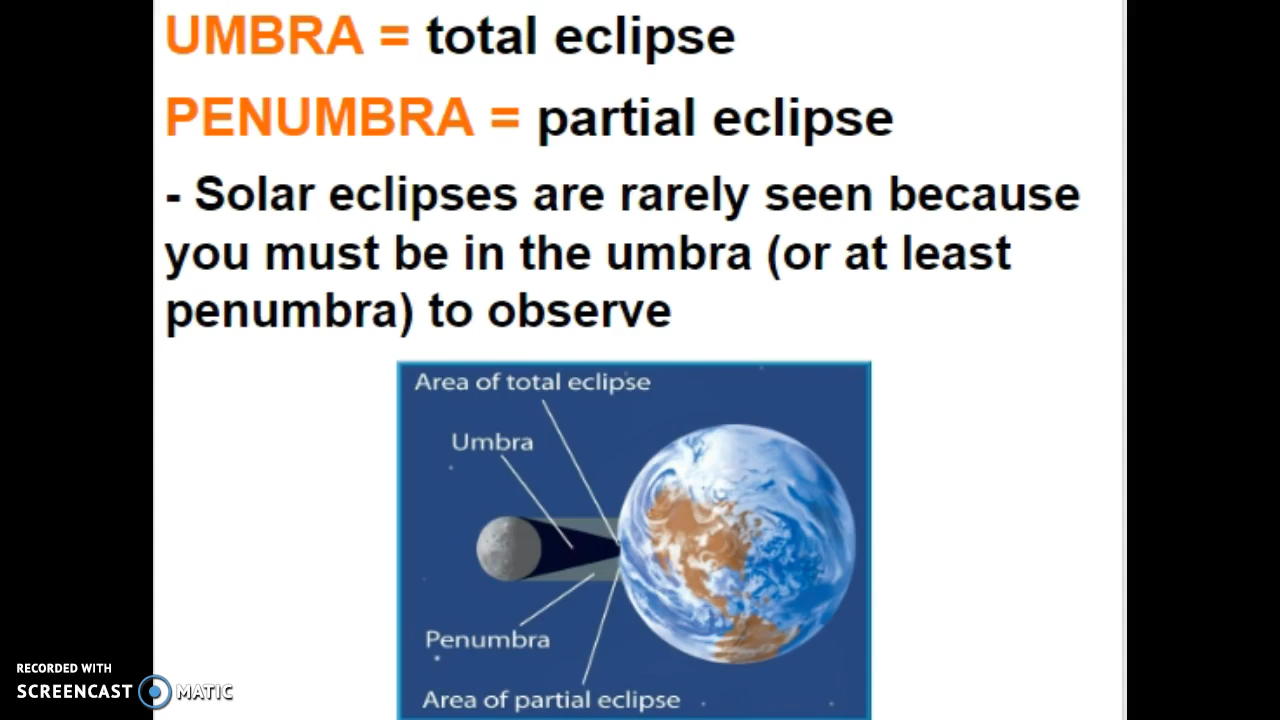 UMBRA = total eclipse
PENUMBRA = partial eclipse
- Solar eclipses are rarely seen because
you must be in the umbra (or at least
penumbra) to observe
Area of total eclipse
Umbra
Penumbra
Area of partial eclipse
RECORDED WITH
SCREENCAST MATIC